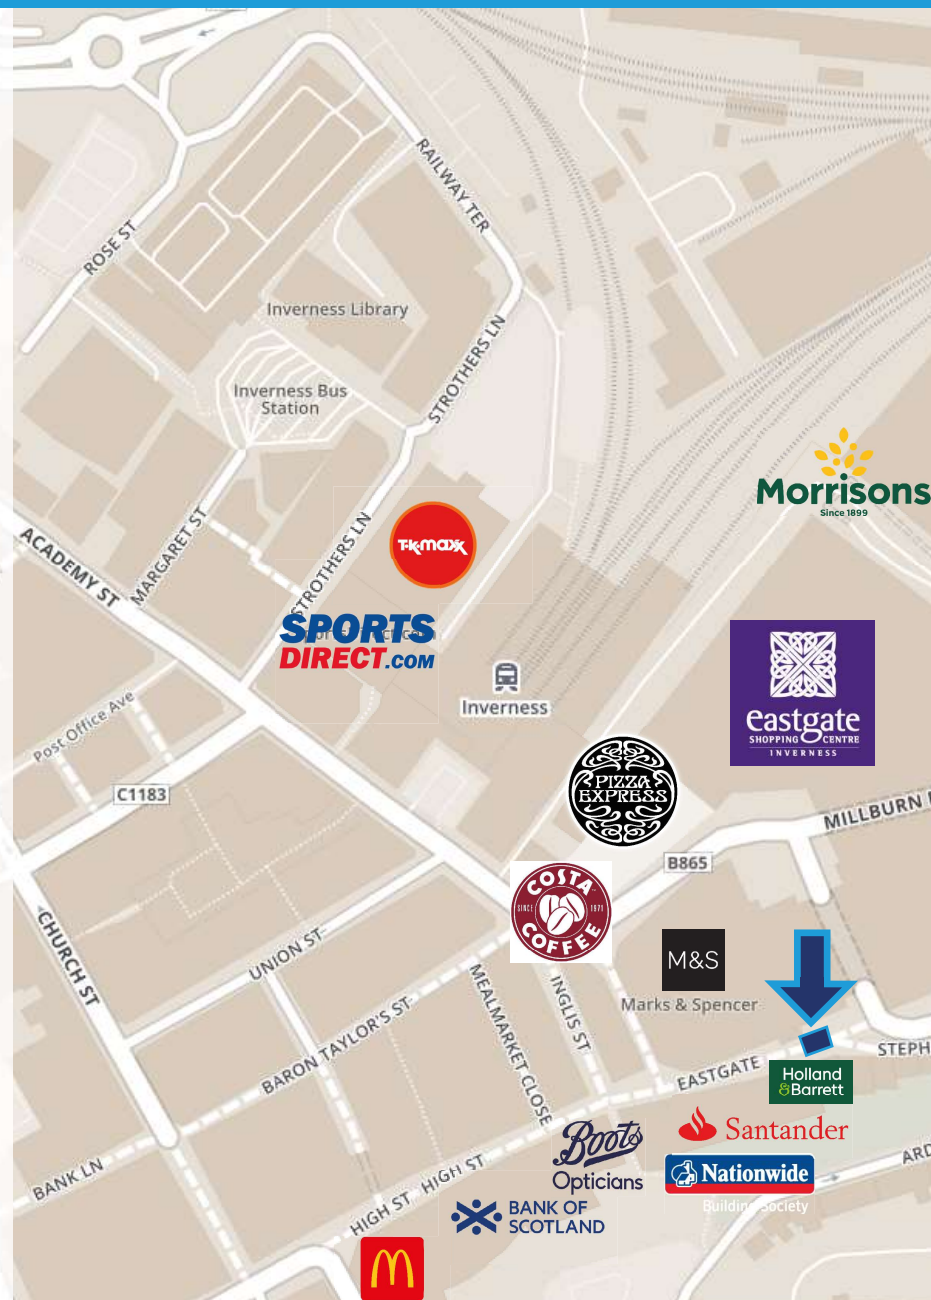 RAILWAY TER
ROSE ST
Inverness Library
STROTHERS LN
Inverness Bus
Station
Morrisons
Since 1899
ACADEMY ST
MARGARET ST
STROTHERS LN
TK maxx
SPORTS
DIRECT.COM
Inverness
eastgate
SHOPPING CENTRE
INVERNESS
Post Office Ave
C1183
PIZZA
EXPRESS
MILLBURN
B865
COSTA
SINCE 1971
COFFEE
CHURCH ST
UNION ST
M&S
Marks & Spencer
MEALMARKET CLOSE
INGLIS ST
BARON TAYLOR'S ST
STEPH
EASTGATE
Holland
&Barrett
Santander
Boots
Opticians
Nationwide
Building Society
ARD
BANK LN
HIGH ST
HIGH ST
BANK OF
SCOTLAND